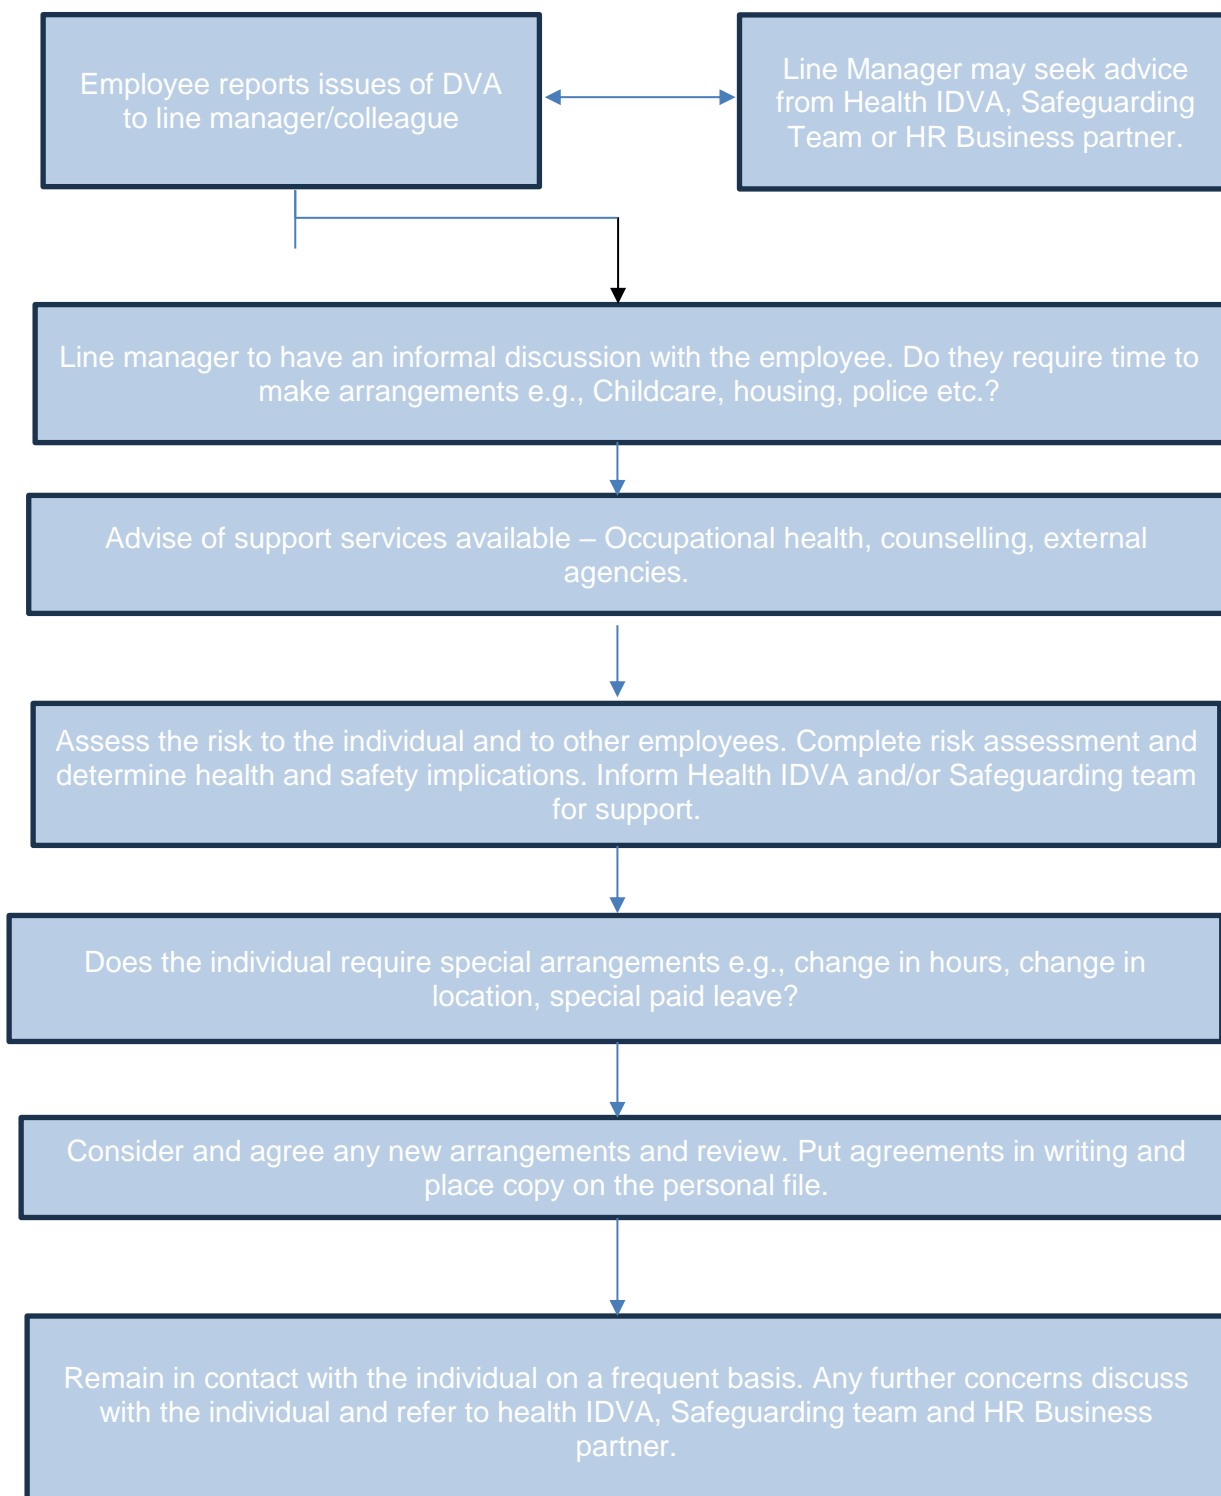 Employee reports issues of DVA
to line manager/colleague
Line Manager may seek advice
from Health IDVA, Safeguarding
Team or HR Business partner.
Line manager to have an informal discussion with the employee. Do they require time to
make arrangements e.g., Childcare, housing, police etc.?
Advise of support services available – Occupational health, counselling, external
agencies.
Assess the risk to the individual and to other employees. Complete risk assessment and
determine health and safety implications. Inform Health IDVA and/or Safeguarding team
for support.
Does the individual require special arrangements e.g., change in hours, change in
location, special paid leave?
Consider and agree any new arrangements and review. Put agreements in writing and
place copy on the personal file.
Remain in contact with the individual on a frequent basis. Any further concerns discuss
with the individual and refer to health IDVA, Safeguarding team and HR Business
partner.